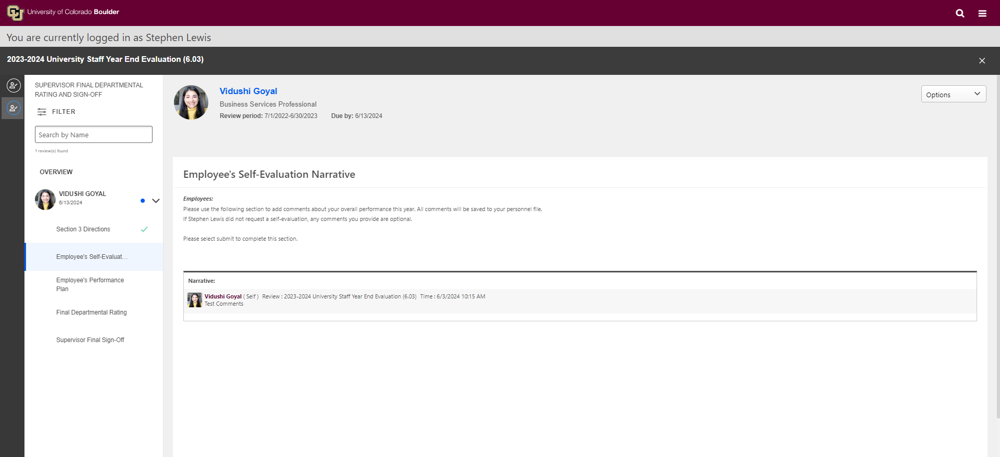 CU University of Colorado Boulder
You are currently logged in as Stephen Lewis
2023-2024 University Staff Year End Evaluation (6.03)
SUPERVISOR FINAL DEPARTMENTAL
RATING AND SIGN-OFF
FILTER
Search by Name
1 review(s) found
OVERVIEW
VIDUSHI GOYAL
6/13/2024
Section 3 Directions
Employee's Self-Evaluat...
Employee's Performance
Plan
Final Departmental Rating
Supervisor Final Sign-Off
Vidushi Goyal
Business Services Professional
Review period: 7/1/2022-6/30/2023 Due by: 6/13/2024
Options
Employee's Self-Evaluation Narrative
Employees:
Please use the following section to add comments about your overall performance this year. All comments will be saved to your personnel file.
If Stephen Lewis did not request a self-evaluation, any comments you provide are optional.
Please select submit to complete this section.
Narrative:
Vidushi Goyal ( Self ) Review : 2023-2024 University Staff Year End Evaluation (6.03) Time : 6/3/2024 10:15 AM
Test Comments